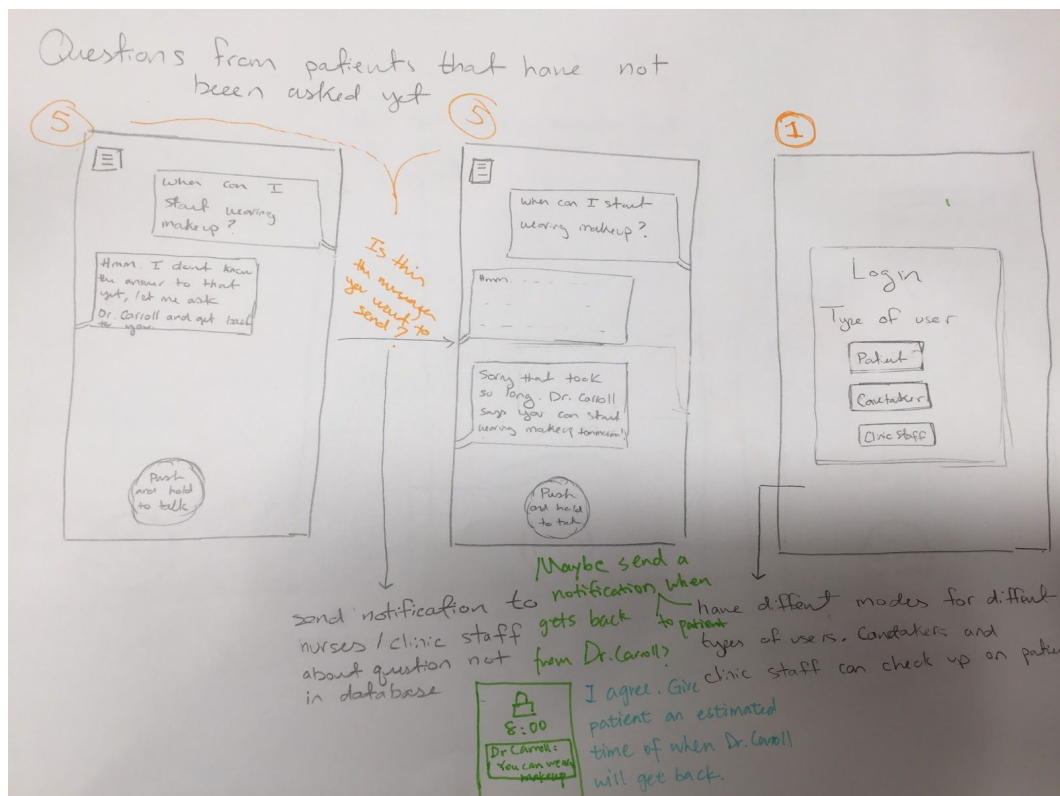 Questions from patients that have not
been asked yet
5
When can I
start wearing
makeup?
Hmm. I don't know
the answer to that
yet, let me ask
Dr. Carroll and get back
to you.
Push
and hold
to talk
Is this
the message
you want to
send?
5
When can I start
wearing makeup?
Hmm.
Sorry that took
so long. Dr. Carroll
says you can start
wearing makeup tomorrow!
Push
and hold
to talk
1
Login
Type of user
Patient
Caretaker
Clinic Staff
send notification to
nurses / clinic staff
about question not
in database
Maybe send a
notification when
gets back to patient
from Dr. Carroll?
8:00
Dr Carroll:
You can wear
makeup
I agree. Give
patient an estimated
time of when Dr. Carroll
will get back.
have diffent modes for diffent
types of users. Caretakers and
clinic staff can check up on patie